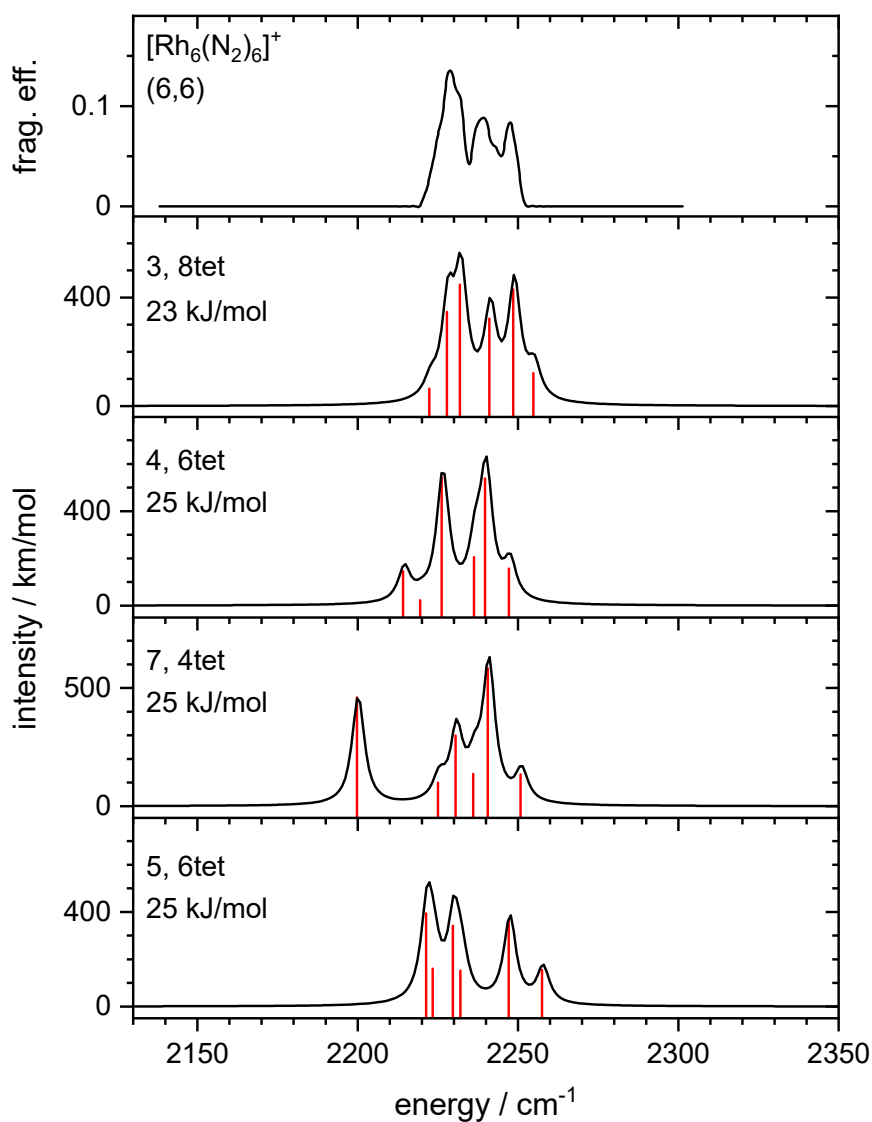 [Rh₆(N₂)₆]⁺
(6,6)
frag. eff.
0.1
0
3, 8tet
23 kJ/mol
400
0
4, 6tet
25 kJ/mol
400
0
intensity / km/mol
7, 4tet
25 kJ/mol
500
0
5, 6tet
25 kJ/mol
400
0
2150 2200 2250 2300 2350
energy / cm⁻¹